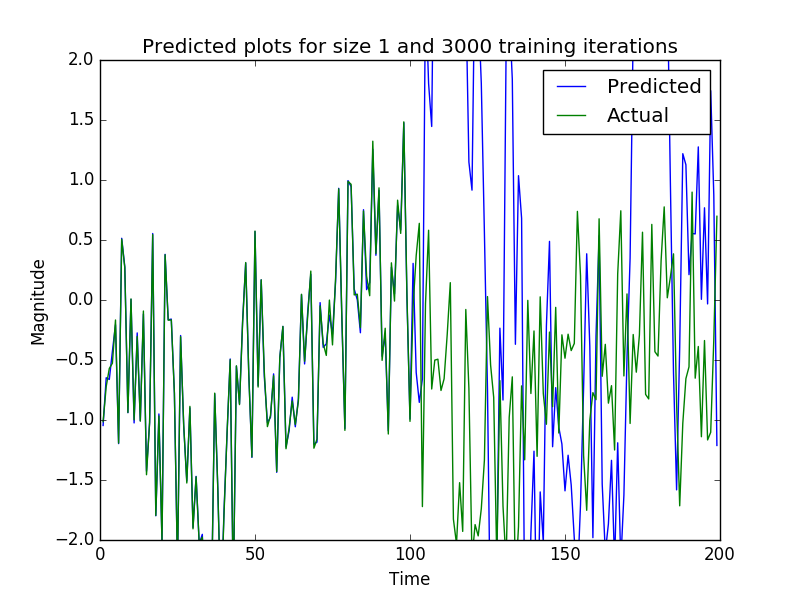 Predicted plots for size 1 and 3000 training iterations
Predicted
Actual
2.0
1.5
1.0
0.5
0.0
−0.5
−1.0
−1.5
−2.0
Magnitude
0 50 100 150 200
Time